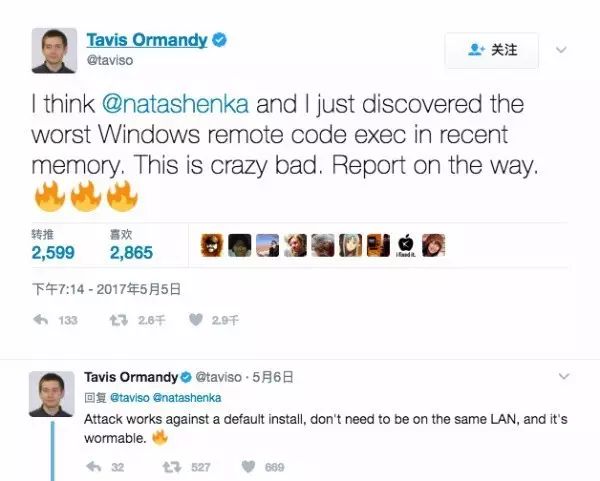 Tavis Ormandy
@taviso
关注
I think @natashenka and I just discovered the
worst Windows remote code exec in recent
memory. This is crazy bad. Report on the way.
转推 喜欢
2,599 2,865
i fixed it.
下午7:14 - 2017年5月5日
133 2.6千 2.9千
Tavis Ormandy @taviso · 5月6日
回复 @taviso @natashenka
Attack works against a default install, don't need to be on the same LAN, and it's
wormable.
32 527 669